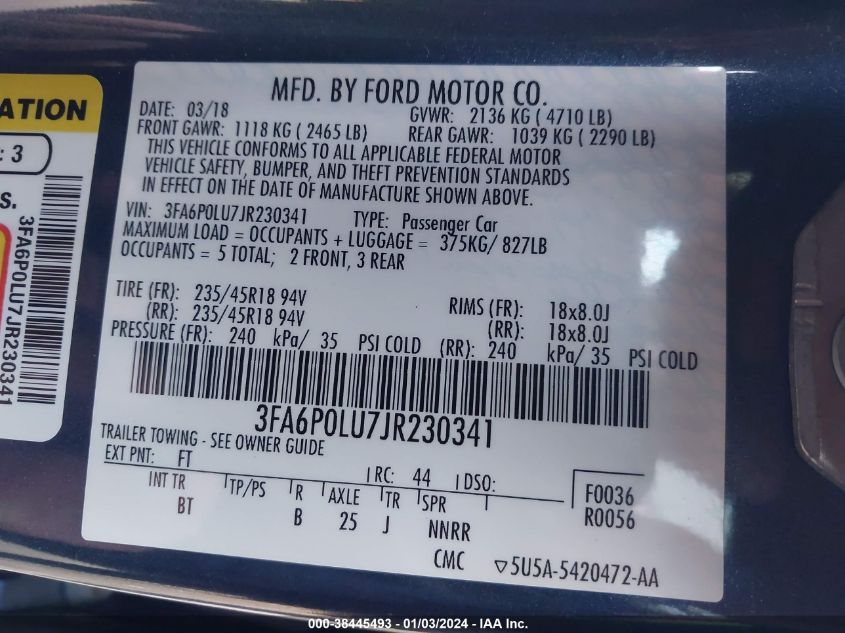 MFD. BY FORD MOTOR CO.
DATE: 03/18 GVWR: 2136 KG ( 4710 LB)
FRONT GAWR: 1118 KG ( 2465 LB) REAR GAWR: 1039 KG ( 2290 LB)
THIS VEHICLE CONFORMS TO ALL APPLICABLE FEDERAL MOTOR
VEHICLE SAFETY, BUMPER, AND THEFT PREVENTION STANDARDS
IN EFFECT ON THE DATE OF MANUFACTURE SHOWN ABOVE.
VIN: 3FA6P0LU7JR230341 TYPE: Passenger Car
MAXIMUM LOAD = OCCUPANTS + LUGGAGE = 375KG/ 827LB
OCCUPANTS = 5 TOTAL; 2 FRONT, 3 REAR
TIRE (FR): 235/45R18 94V RIMS (FR): 18x8.0J
(RR): 235/45R18 94V (RR): 18x8.0J
PRESSURE (FR): 240 kPa/ 35 PSI COLD (RR): 240 kPa/ 35 PSI COLD
3FA6P0LU7JR230341
TRAILER TOWING - SEE OWNER GUIDE
EXT PNT: FT RC: 44 DSO:
INT TR TP/PS R AXLE TR SPR F0036
BT B 25 J NNRR R0056
CMC ▽5U5A-5420472-AA
ATION
: 3
S.
3FA6P0LU7JR230341
000-38445493 - 01/03/2024 - IAA Inc.